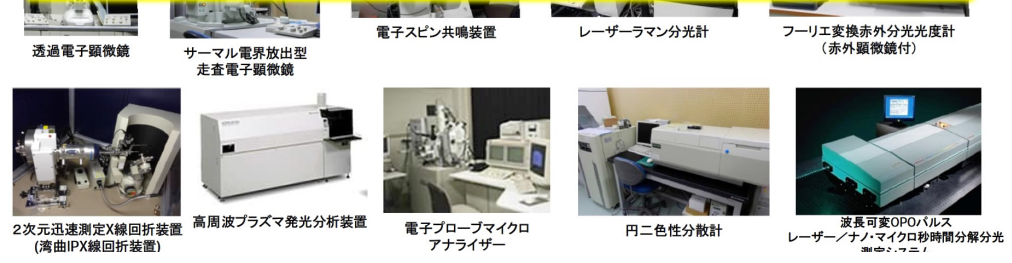 透過電子顕微鏡
サーマル電界放出型
走査電子顕微鏡
電子スピン共鳴装置
レーザーラマン分光計
フーリエ変換赤外分光光度計
(赤外顕微鏡付)
2次元迅速測定X線回折装置
(湾曲IPX線回折装置)
高周波プラズマ発光分析装置
電子プローブマイクロ
アナライザー
円二色性分散計
波長可変OPOパルス
レーザー/ナノ・マイクロ秒時間分解分光
測定システム